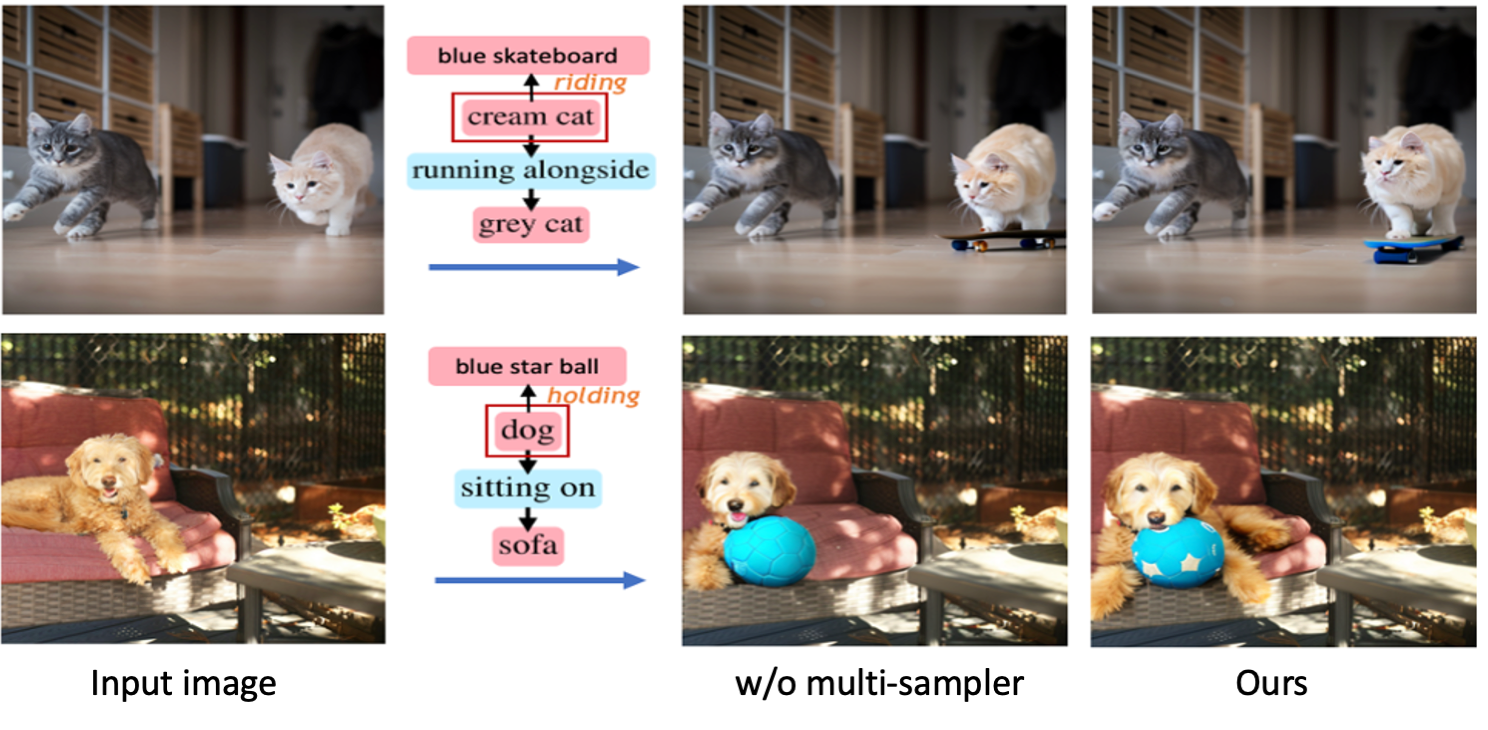 blue skateboard
riding
cream cat
running alongside
grey cat
blue star ball
holding
dog
sitting on
sofa
Input image
w/o multi-sampler
Ours